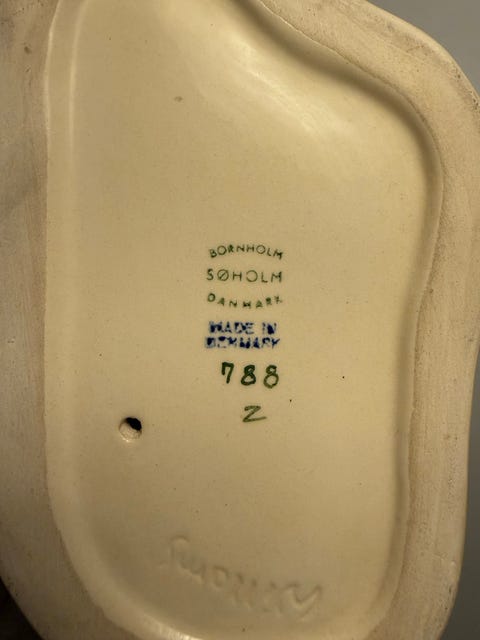 BORNHOLM
SØHOLM
DANMARK
MADE IN
DENMARK
788
Z